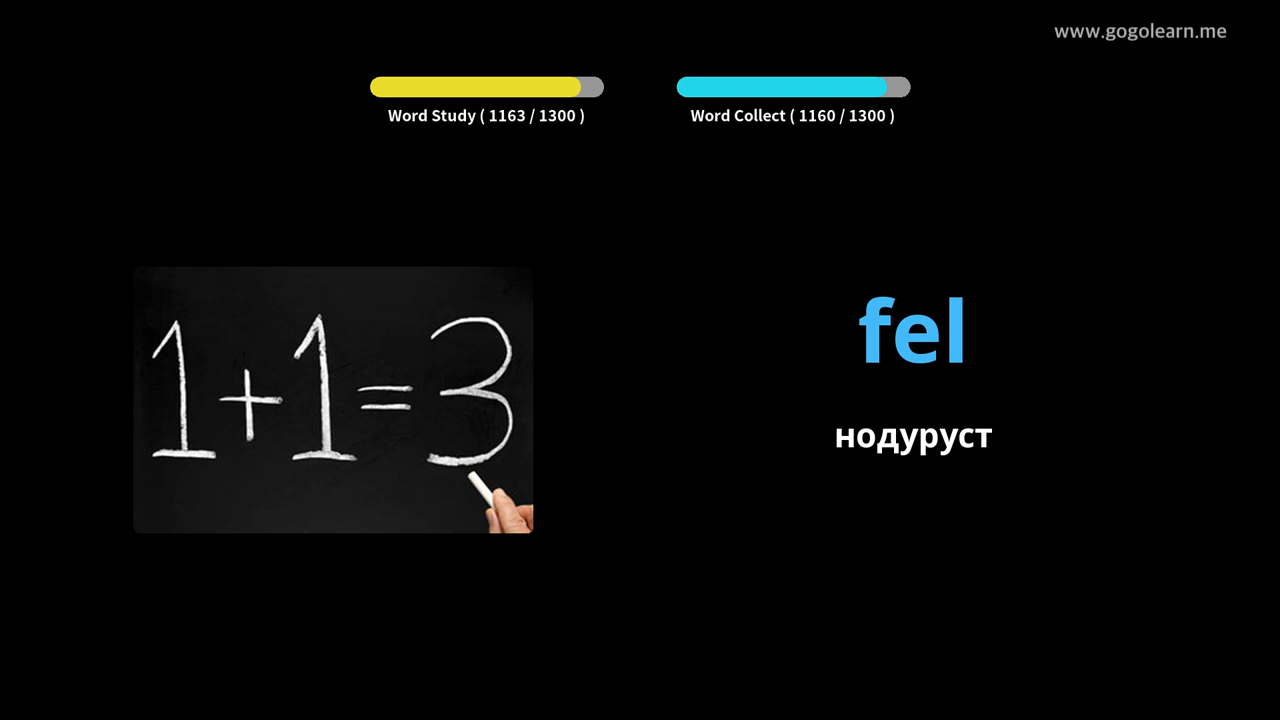 www.gogolearn.me
Word Study ( 1163 / 1300 )
Word Collect ( 1160 / 1300 )
1+1=3
fel
нодуруст